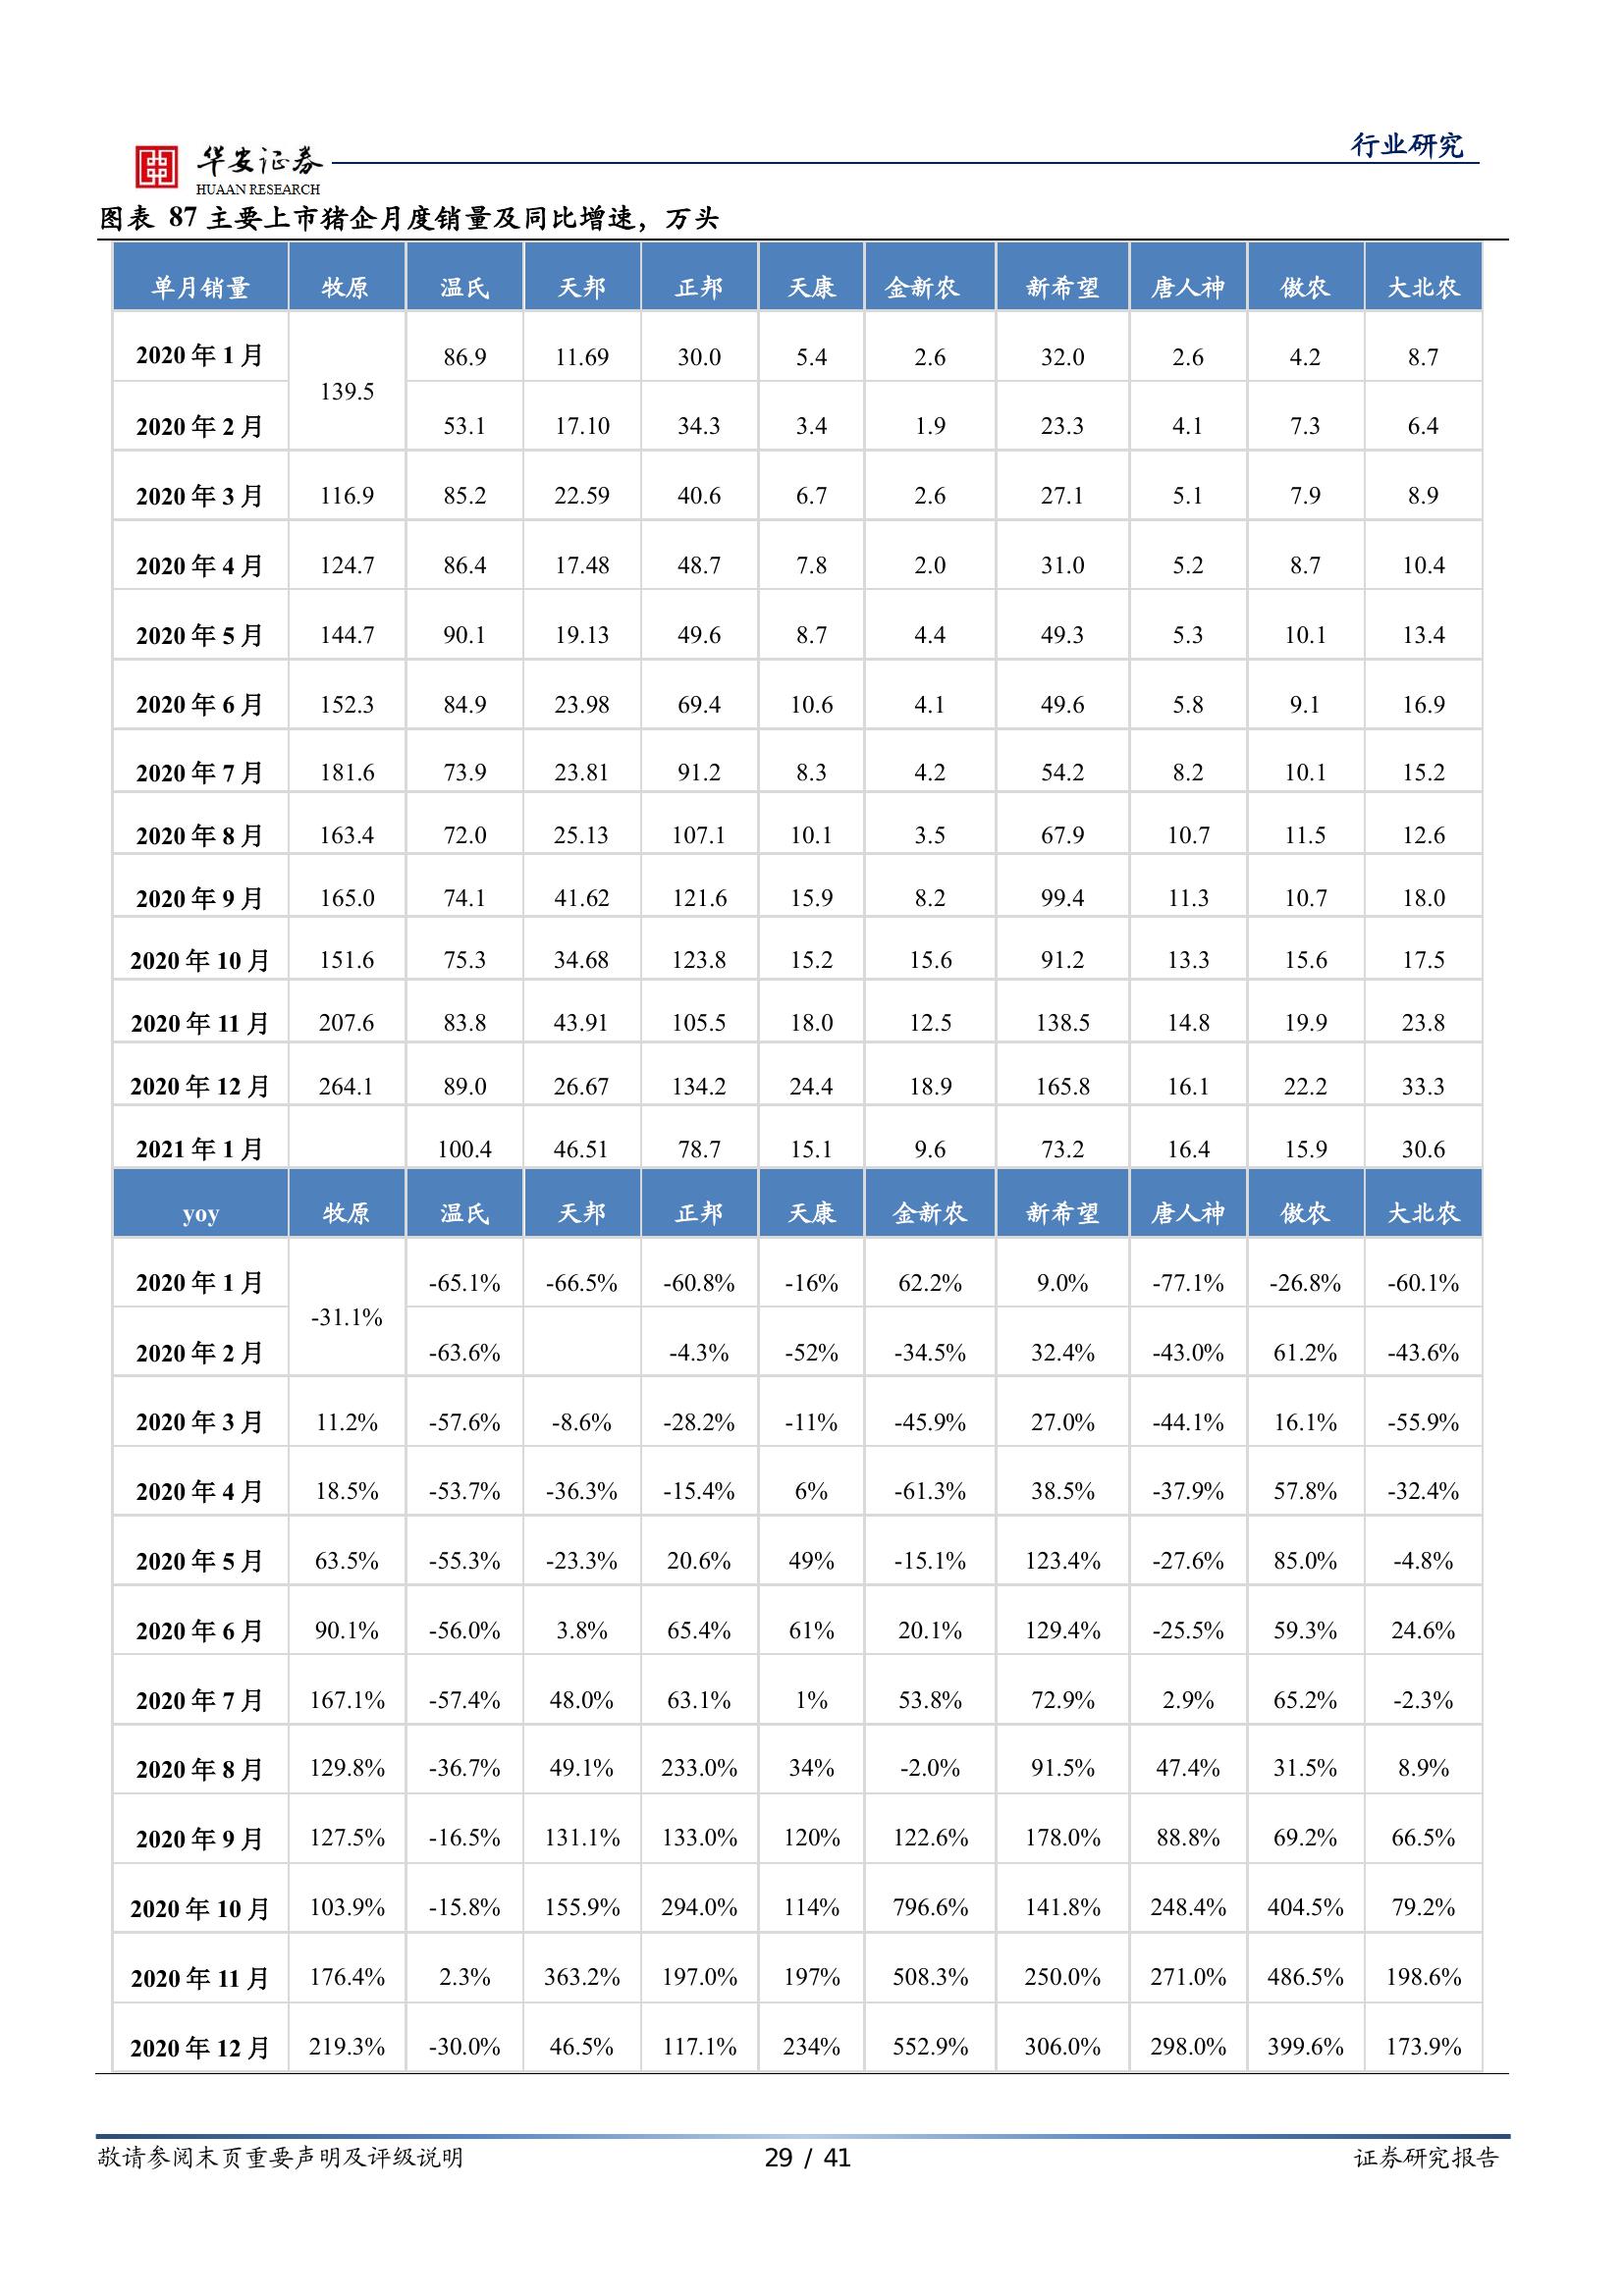 行业研究
华安证券
HUAAN RESEARCH
图表 87 主要上市猪企月度销量及同比增速，万头
单月销量 牧原 温氏 天邦 正邦 天康 金新农 新希望 唐人神 傲农 大北农
2020 年 1 月 139.5 86.9 11.69 30.0 5.4 2.6 32.0 2.6 4.2 8.7
2020 年 2 月 53.1 17.10 34.3 3.4 1.9 23.3 4.1 7.3 6.4
2020 年 3 月 116.9 85.2 22.59 40.6 6.7 2.6 27.1 5.1 7.9 8.9
2020 年 4 月 124.7 86.4 17.48 48.7 7.8 2.0 31.0 5.2 8.7 10.4
2020 年 5 月 144.7 90.1 19.13 49.6 8.7 4.4 49.3 5.3 10.1 13.4
2020 年 6 月 152.3 84.9 23.98 69.4 10.6 4.1 49.6 5.8 9.1 16.9
2020 年 7 月 181.6 73.9 23.81 91.2 8.3 4.2 54.2 8.2 10.1 15.2
2020 年 8 月 163.4 72.0 25.13 107.1 10.1 3.5 67.9 10.7 11.5 12.6
2020 年 9 月 165.0 74.1 41.62 121.6 15.9 8.2 99.4 11.3 10.7 18.0
2020 年 10 月 151.6 75.3 34.68 123.8 15.2 15.6 91.2 13.3 15.6 17.5
2020 年 11 月 207.6 83.8 43.91 105.5 18.0 12.5 138.5 14.8 19.9 23.8
2020 年 12 月 264.1 89.0 26.67 134.2 24.4 18.9 165.8 16.1 22.2 33.3
2021 年 1 月 100.4 46.51 78.7 15.1 9.6 73.2 16.4 15.9 30.6
yoy 牧原 温氏 天邦 正邦 天康 金新农 新希望 唐人神 傲农 大北农
2020 年 1 月 -31.1% -65.1% -66.5% -60.8% -16% 62.2% 9.0% -77.1% -26.8% -60.1%
2020 年 2 月 -63.6% -4.3% -52% -34.5% 32.4% -43.0% 61.2% -43.6%
2020 年 3 月 11.2% -57.6% -8.6% -28.2% -11% -45.9% 27.0% -44.1% 16.1% -55.9%
2020 年 4 月 18.5% -53.7% -36.3% -15.4% 6% -61.3% 38.5% -37.9% 57.8% -32.4%
2020 年 5 月 63.5% -55.3% -23.3% 20.6% 49% -15.1% 123.4% -27.6% 85.0% -4.8%
2020 年 6 月 90.1% -56.0% 3.8% 65.4% 61% 20.1% 129.4% -25.5% 59.3% 24.6%
2020 年 7 月 167.1% -57.4% 48.0% 63.1% 1% 53.8% 72.9% 2.9% 65.2% -2.3%
2020 年 8 月 129.8% -36.7% 49.1% 233.0% 34% -2.0% 91.5% 47.4% 31.5% 8.9%
2020 年 9 月 127.5% -16.5% 131.1% 133.0% 120% 122.6% 178.0% 88.8% 69.2% 66.5%
2020 年 10 月 103.9% -15.8% 155.9% 294.0% 114% 796.6% 141.8% 248.4% 404.5% 79.2%
2020 年 11 月 176.4% 2.3% 363.2% 197.0% 197% 508.3% 250.0% 271.0% 486.5% 198.6%
2020 年 12 月 219.3% -30.0% 46.5% 117.1% 234% 552.9% 306.0% 298.0% 399.6% 173.9%
敬请参阅末页重要声明及评级说明 29 / 41 证券研究报告